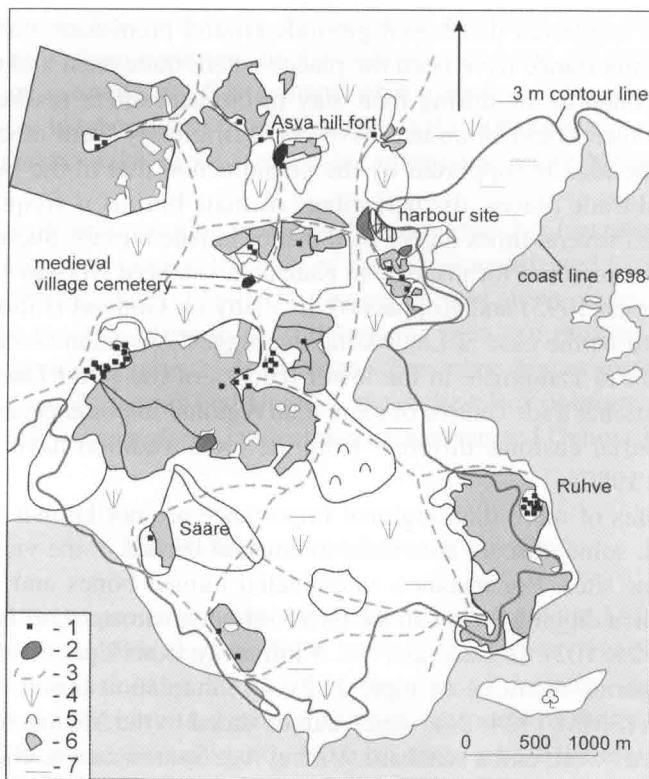 3 m contour line
Asva hill-fort
harbour site
medieval
village cemetery
coast line 1698
Ruhve
Sääre
1
2
3
4
5
6
7
0 500 1000 m